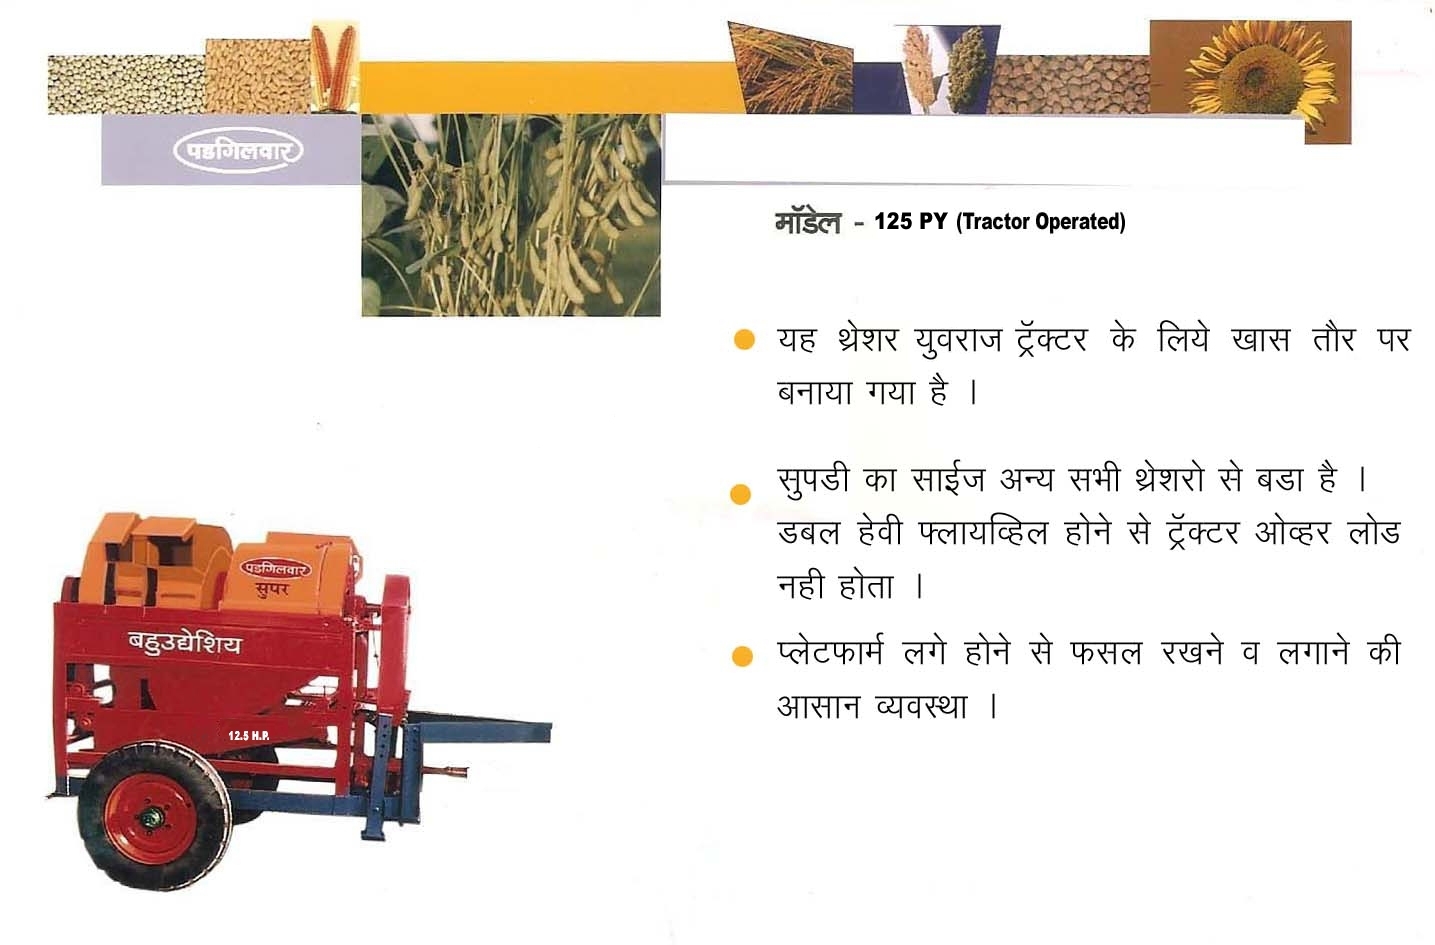 पडगिलवार
मॉडेल - 125 PY (Tractor Operated)
यह थ्रेशर युवराज ट्रॅक्टर के लिये खास तौर पर
बनाया गया है ।
सुपडी का साईज अन्य सभी थ्रेशरो से बडा है ।
डबल हेवी फ्लायव्हिल होने से ट्रॅक्टर ओव्हर लोड
नही होता ।
प्लेटफार्म लगे होने से फसल रखने व लगाने की
आसान व्यवस्था ।
पडगिलवार
सुपर
बहुउद्येशिय
12.5 H.P.